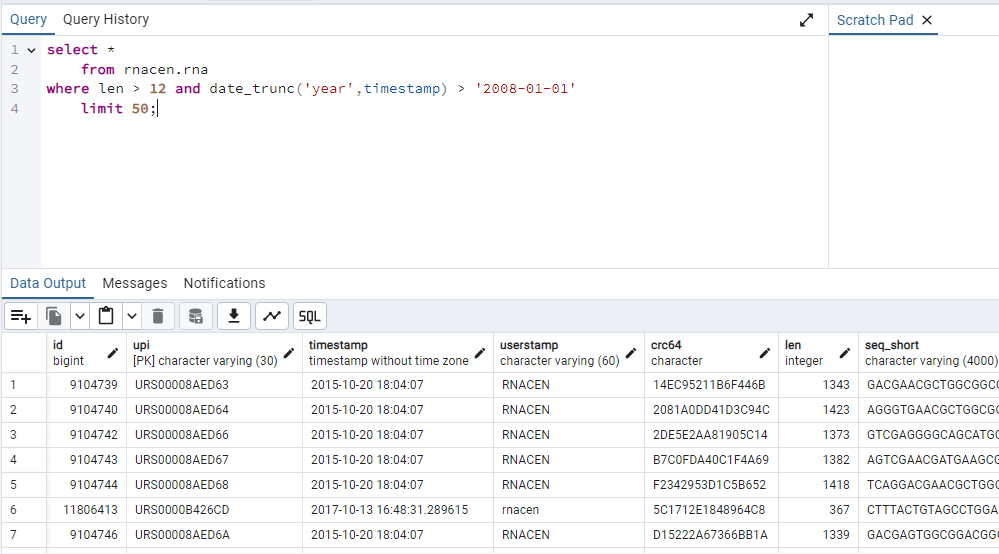 Query Query History Scratch Pad
1 select *
2 from rnacen.rna
3 where len > 12 and date_trunc('year',timestamp) > '2008-01-01'
4 limit 50;
Data Output Messages Notifications
SQL
id upi timestamp userstamp crc64 len seq_short
bigint [PK] character varying (30) timestamp without time zone character varying (60) character integer character varying (4000)
1 9104739 URS00008AED63 2015-10-20 18:04:07 RNACEN 14EC95211B6F446B 1343 GACGAACGCTGGCGGC
2 9104740 URS00008AED64 2015-10-20 18:04:07 RNACEN 2081A0DD41D3C94C 1423 AGGGTGAACGCTGGCG
3 9104742 URS00008AED66 2015-10-20 18:04:07 RNACEN 2DE5E2AA81905C14 1373 GTCGAGGGGCAGCATG
4 9104743 URS00008AED67 2015-10-20 18:04:07 RNACEN B7C0FDA40C1F4A69 1382 AGTCGAACGATGAAGC
5 9104744 URS00008AED68 2015-10-20 18:04:07 RNACEN F2342953D1C5B652 1418 TCAGGACGAACGCTGG
6 11806413 URS0000B426CD 2017-10-13 16:48:31.289615 rnacen 5C1712E1848964C8 367 CTTTACTGTAGCCTGGA
7 9104746 URS00008AED6A 2015-10-20 18:04:07 RNACEN D15222A67366BB1A 1339 GACGAGTGGCGGACGG